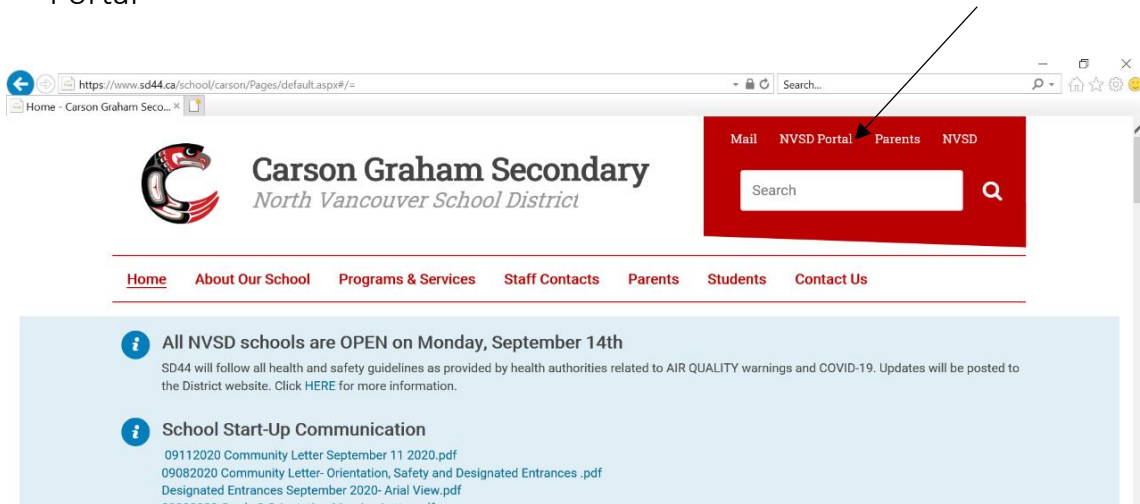 Portal
https://www.sd44.ca/school/carson/Pages/default.aspx#/=
Search...
Home - Carson Graham Seco...
Mail NVSD Portal Parents NVSD
Carson Graham Secondary
North Vancouver School District
Search
Home About Our School Programs & Services Staff Contacts Parents Students Contact Us
All NVSD schools are OPEN on Monday, September 14th
SD44 will follow all health and safety guidelines as provided by health authorities related to AIR QUALITY warnings and COVID-19. Updates will be posted to
the District website. Click HERE for more information.
School Start-Up Communication
09112020 Community Letter September 11 2020.pdf
09082020 Community Letter- Orientation, Safety and Designated Entrances .pdf
Designated Entrances September 2020- Arial View.pdf